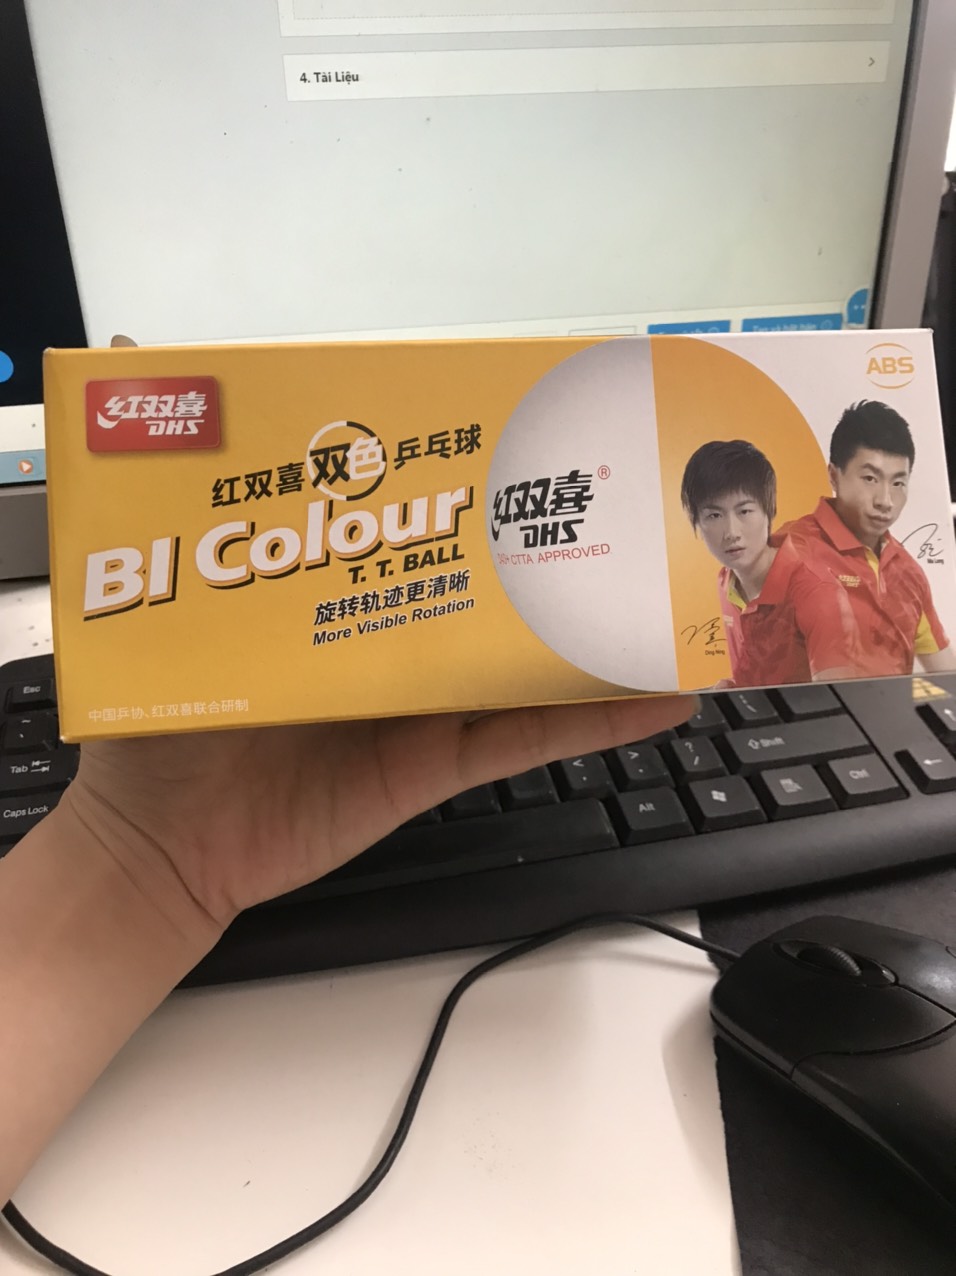 4. Tài Liệu
ABS
红双喜
DHS
红双喜双色乒乓球
BI Colour
T. T. BALL
旋转轨迹更清晰
More Visible Rotation
红双喜®
DHS
CTTA APPROVED
Ding Ning
Ma Long
中国乒协、红双喜联合研制
Esc
Tab
Caps Lock
Shift
Alt
Ctrl